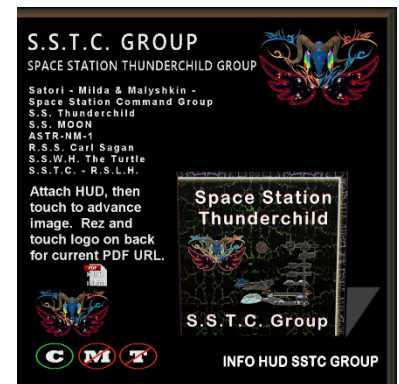 S.S.T.C. GROUP
SPACE STATION THUNDERCHILD GROUP
Satori - Milda & Malyshkin -
Space Station Command Group
S.S. Thunderchild
S.S. MOON
ASTR-NM-1
R.S.S. Carl Sagan
S.S.W.H. The Turtle
S.S.T.C. - R.S.L.H.
Attach HUD, then
touch to advance
image. Rez and
touch logo on back
for current PDF URL.
PDF
Space Station
Thunderchild
S.S.T.C. Group
C M T
INFO HUD SSTC GROUP